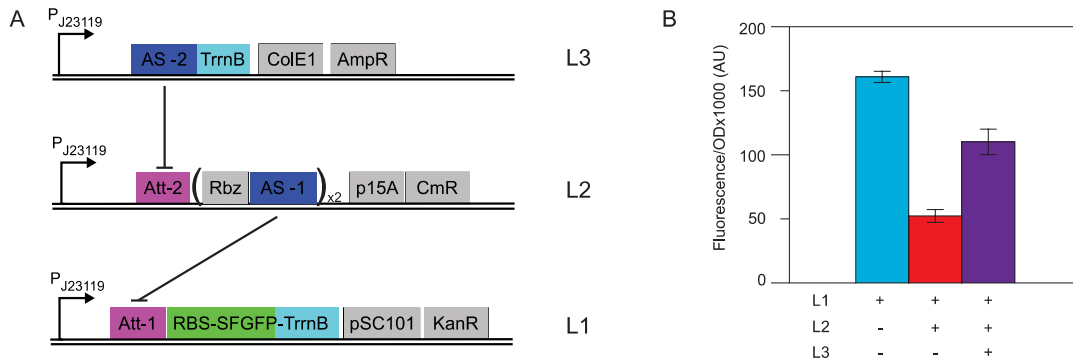 A
P J23119
AS -2 TrrnB ColE1 AmpR L3
P J23119
Att-2 ( Rbz AS -1 ) x2 p15A CmR L2
P J23119
Att-1 RBS-SFGFP-TrrnB pSC101 KanR L1
B
Fluorescence/ODx1000 (AU)
200
150
100
50
0
L1 + + +
L2 - + +
L3 - - +